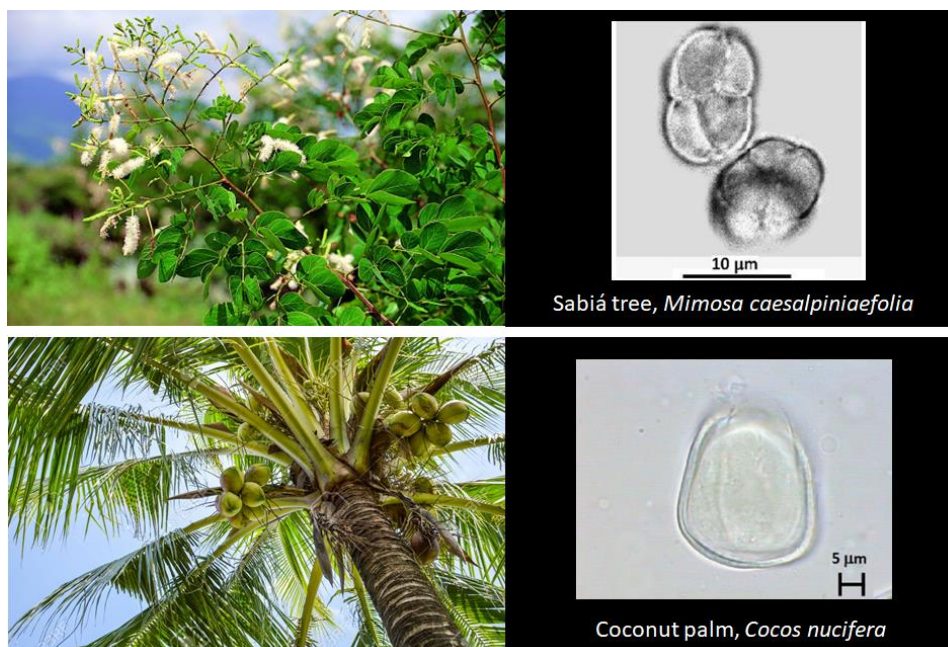 10 µm
Sabiá tree, Mimosa caesalpiniaefolia
5 µm
Coconut palm, Cocos nucifera